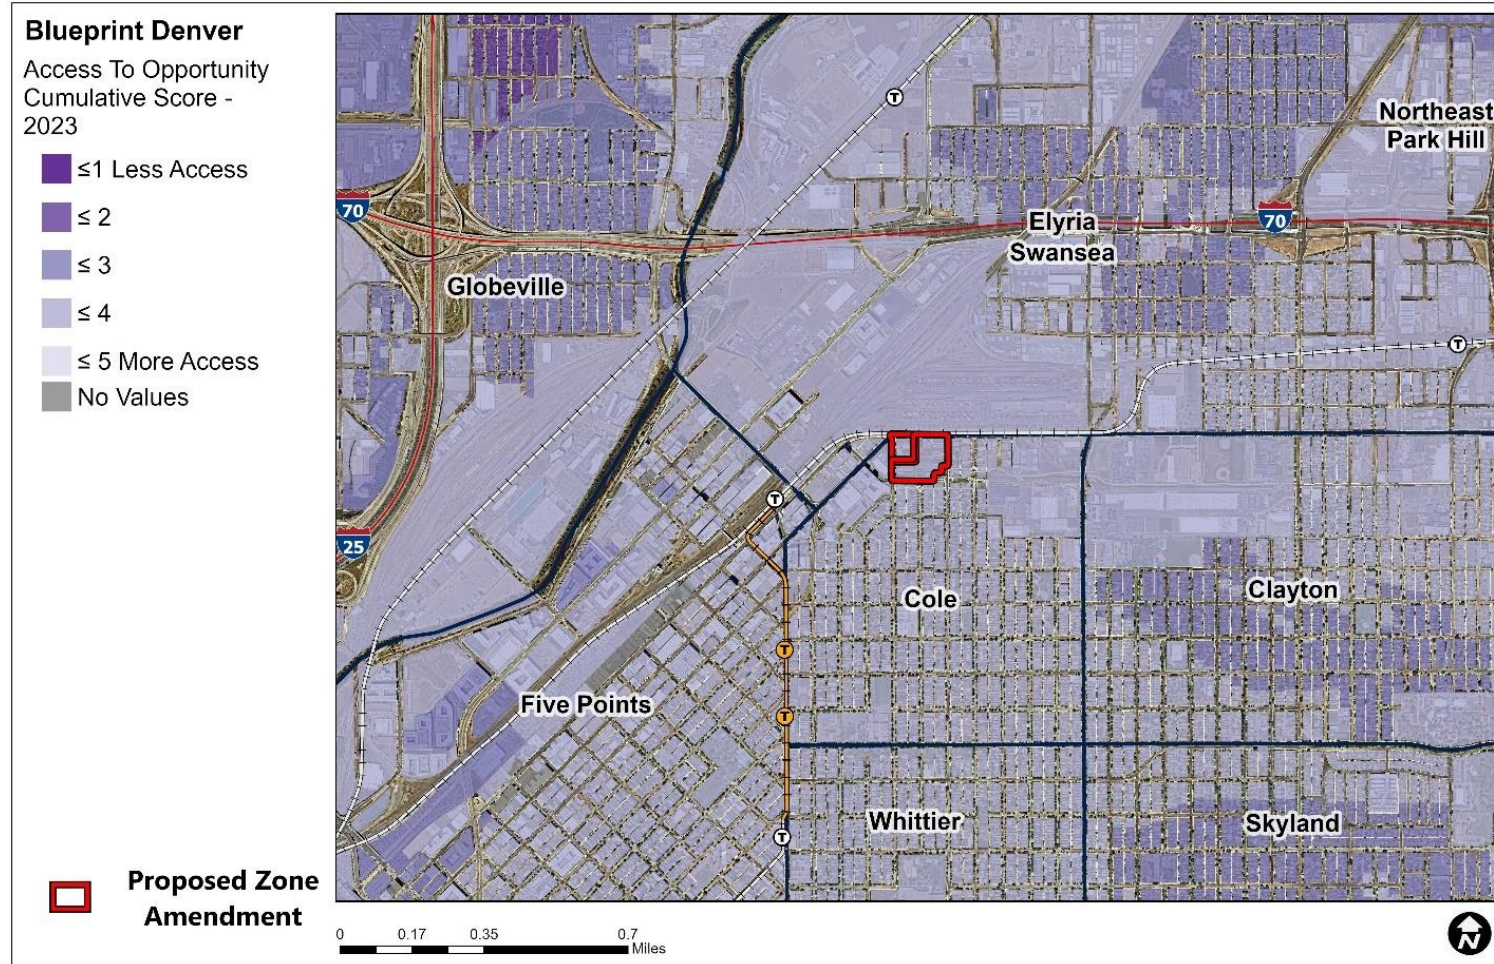 Blueprint Denver
Access To Opportunity
Cumulative Score -
2023
≤1 Less Access
≤ 2
≤ 3
≤ 4
≤ 5 More Access
No Values
Proposed Zone
Amendment
T
Northeast
Park Hill
70
Elyria
70
Swansea
Globeville
T
T
25
Cole
Clayton
T
Five Points
T
Whittier
Skyland
T
0 0.17 0.35 0.7
Miles
N